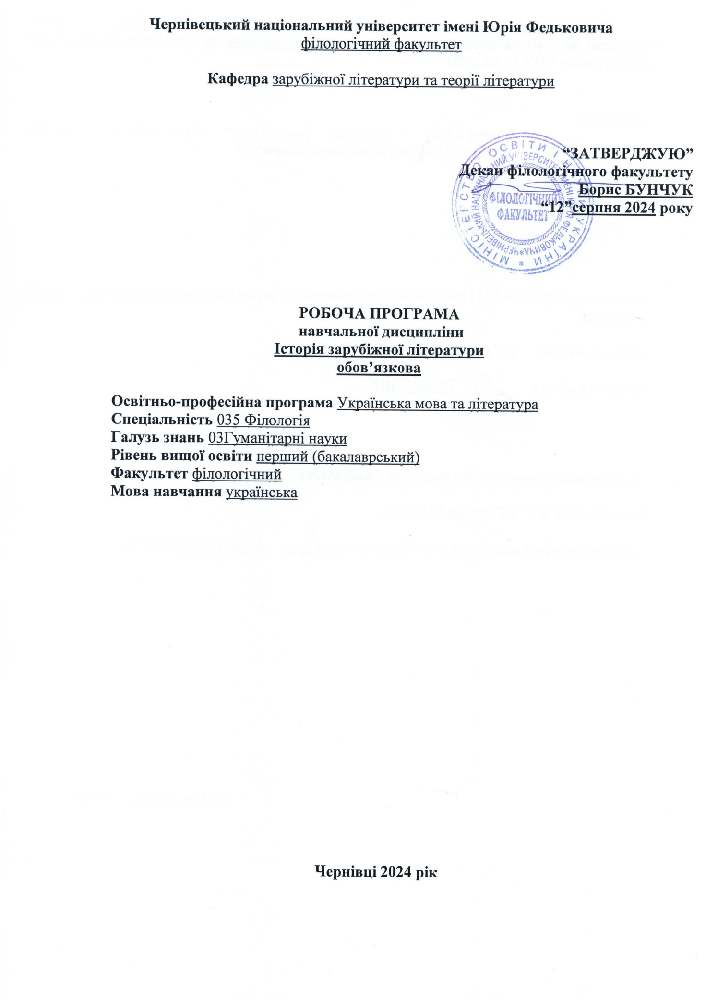 Чернівецький національний університет імені Юрія Федьковича
філологічний факультет
Кафедра зарубіжної літератури та теорії літератури
“ЗАТВЕРДЖУЮ”
Декан філологічного факультету
Борис БУНЧУК
“12”серпня 2024 року
МІНІСТЕРСТВО ОСВІТИ І НАУКИ УКРАЇНИ *
ЧЕРНІВЕЦЬКИЙ НАЦІОНАЛЬНИЙ УНІВЕРСИТЕТ ІМЕНІ ЮРІЯ ФЕДЬКОВИЧА *
ФІЛОЛОГІЧНИЙ
ФАКУЛЬТЕТ
РОБОЧА ПРОГРАМА
навчальної дисципліни
Історія зарубіжної літератури
обов’язкова
Освітньо-професійна програма Українська мова та література
Спеціальність 035 Філологія
Галузь знань 03Гуманітарні науки
Рівень вищої освіти перший (бакалаврський)
Факультет філологічний
Мова навчання українська
Чернівці 2024 рік